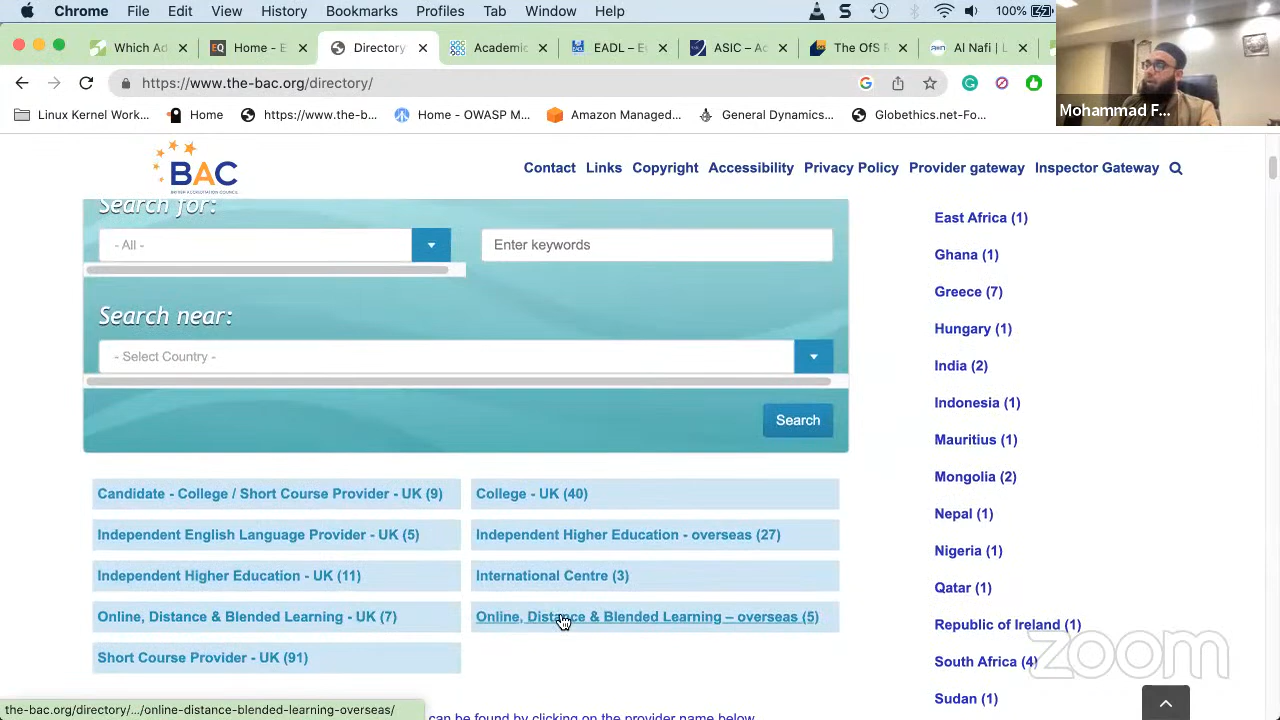 Chrome File Edit View History Bookmarks Profiles Tab Window Help 100%
Which Ad Home - E Directory Academic EADL – E ASIC – Ac The OfS R Al Nafi | L
https://www.the-bac.org/directory/
Linux Kernel Work... Home https://www.the-b... Home - OWASP M... Amazon Managed... General Dynamics... Globethics.net-Fo...
Mohammad F...
BAC
BRITISH ACCREDITATION COUNCIL
Contact Links Copyright Accessibility Privacy Policy Provider gateway Inspector Gateway
Search for:
- All -
Enter keywords
Search near:
- Select Country -
Search
Candidate - College / Short Course Provider - UK (9)
College - UK (40)
Independent English Language Provider - UK (5)
Independent Higher Education - overseas (27)
Independent Higher Education - UK (11)
International Centre (3)
Online, Distance & Blended Learning - UK (7)
Online, Distance & Blended Learning – overseas (5)
Short Course Provider - UK (91)
can be found by clicking on the provider name below
East Africa (1)
Ghana (1)
Greece (7)
Hungary (1)
India (2)
Indonesia (1)
Mauritius (1)
Mongolia (2)
Nepal (1)
Nigeria (1)
Qatar (1)
Republic of Ireland (1)
South Africa (4)
Sudan (1)
zoom
the-bac.org/directory/.../online-distance-blended-learning-overseas/